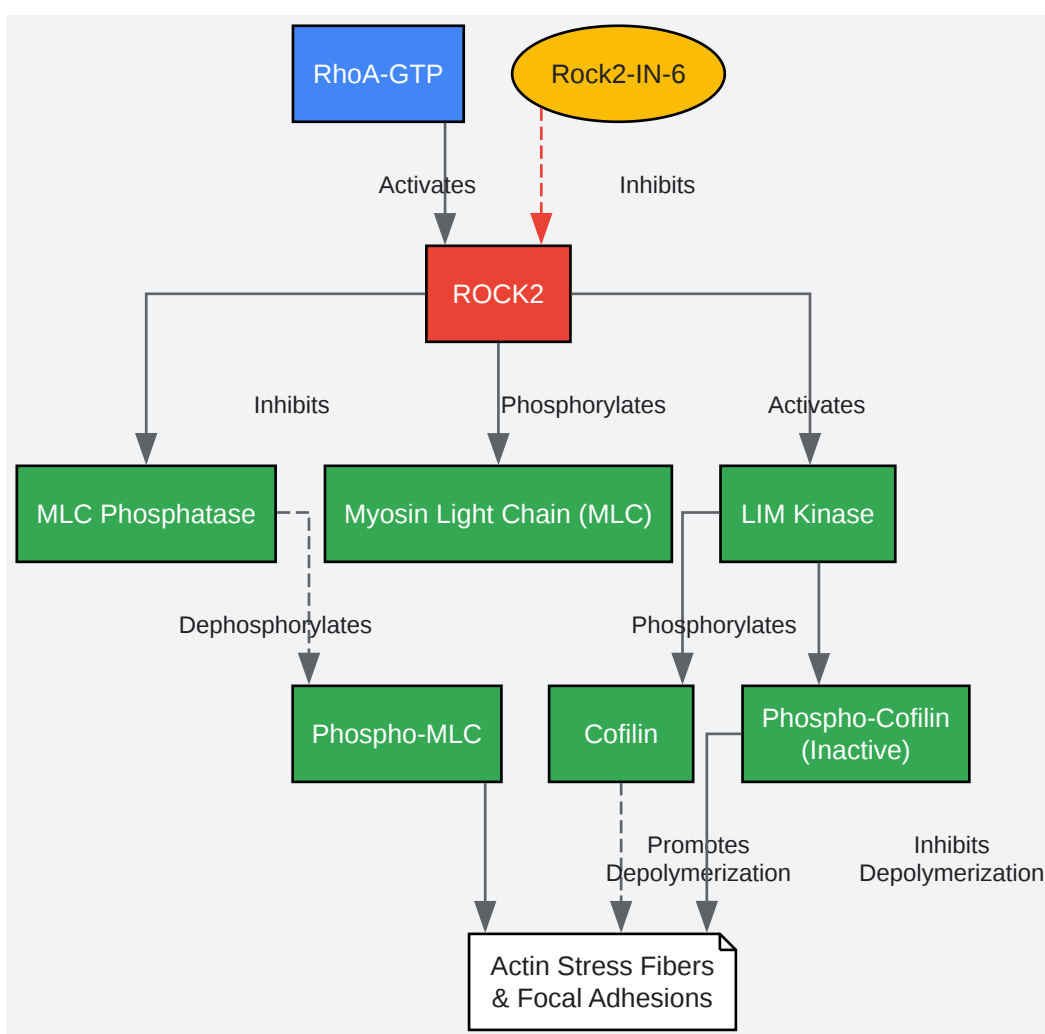 RhoA-GTP
Rock2-IN-6
Activates
Inhibits
ROCK2
Inhibits
Phosphorylates
Activates
MLC Phosphatase
Myosin Light Chain (MLC)
LIM Kinase
Dephosphorylates
Phosphorylates
Phospho-MLC
Cofilin
Phospho-Cofilin
(Inactive)
Promotes
Depolymerization
Inhibits
Depolymerization
Actin Stress Fibers
& Focal Adhesions